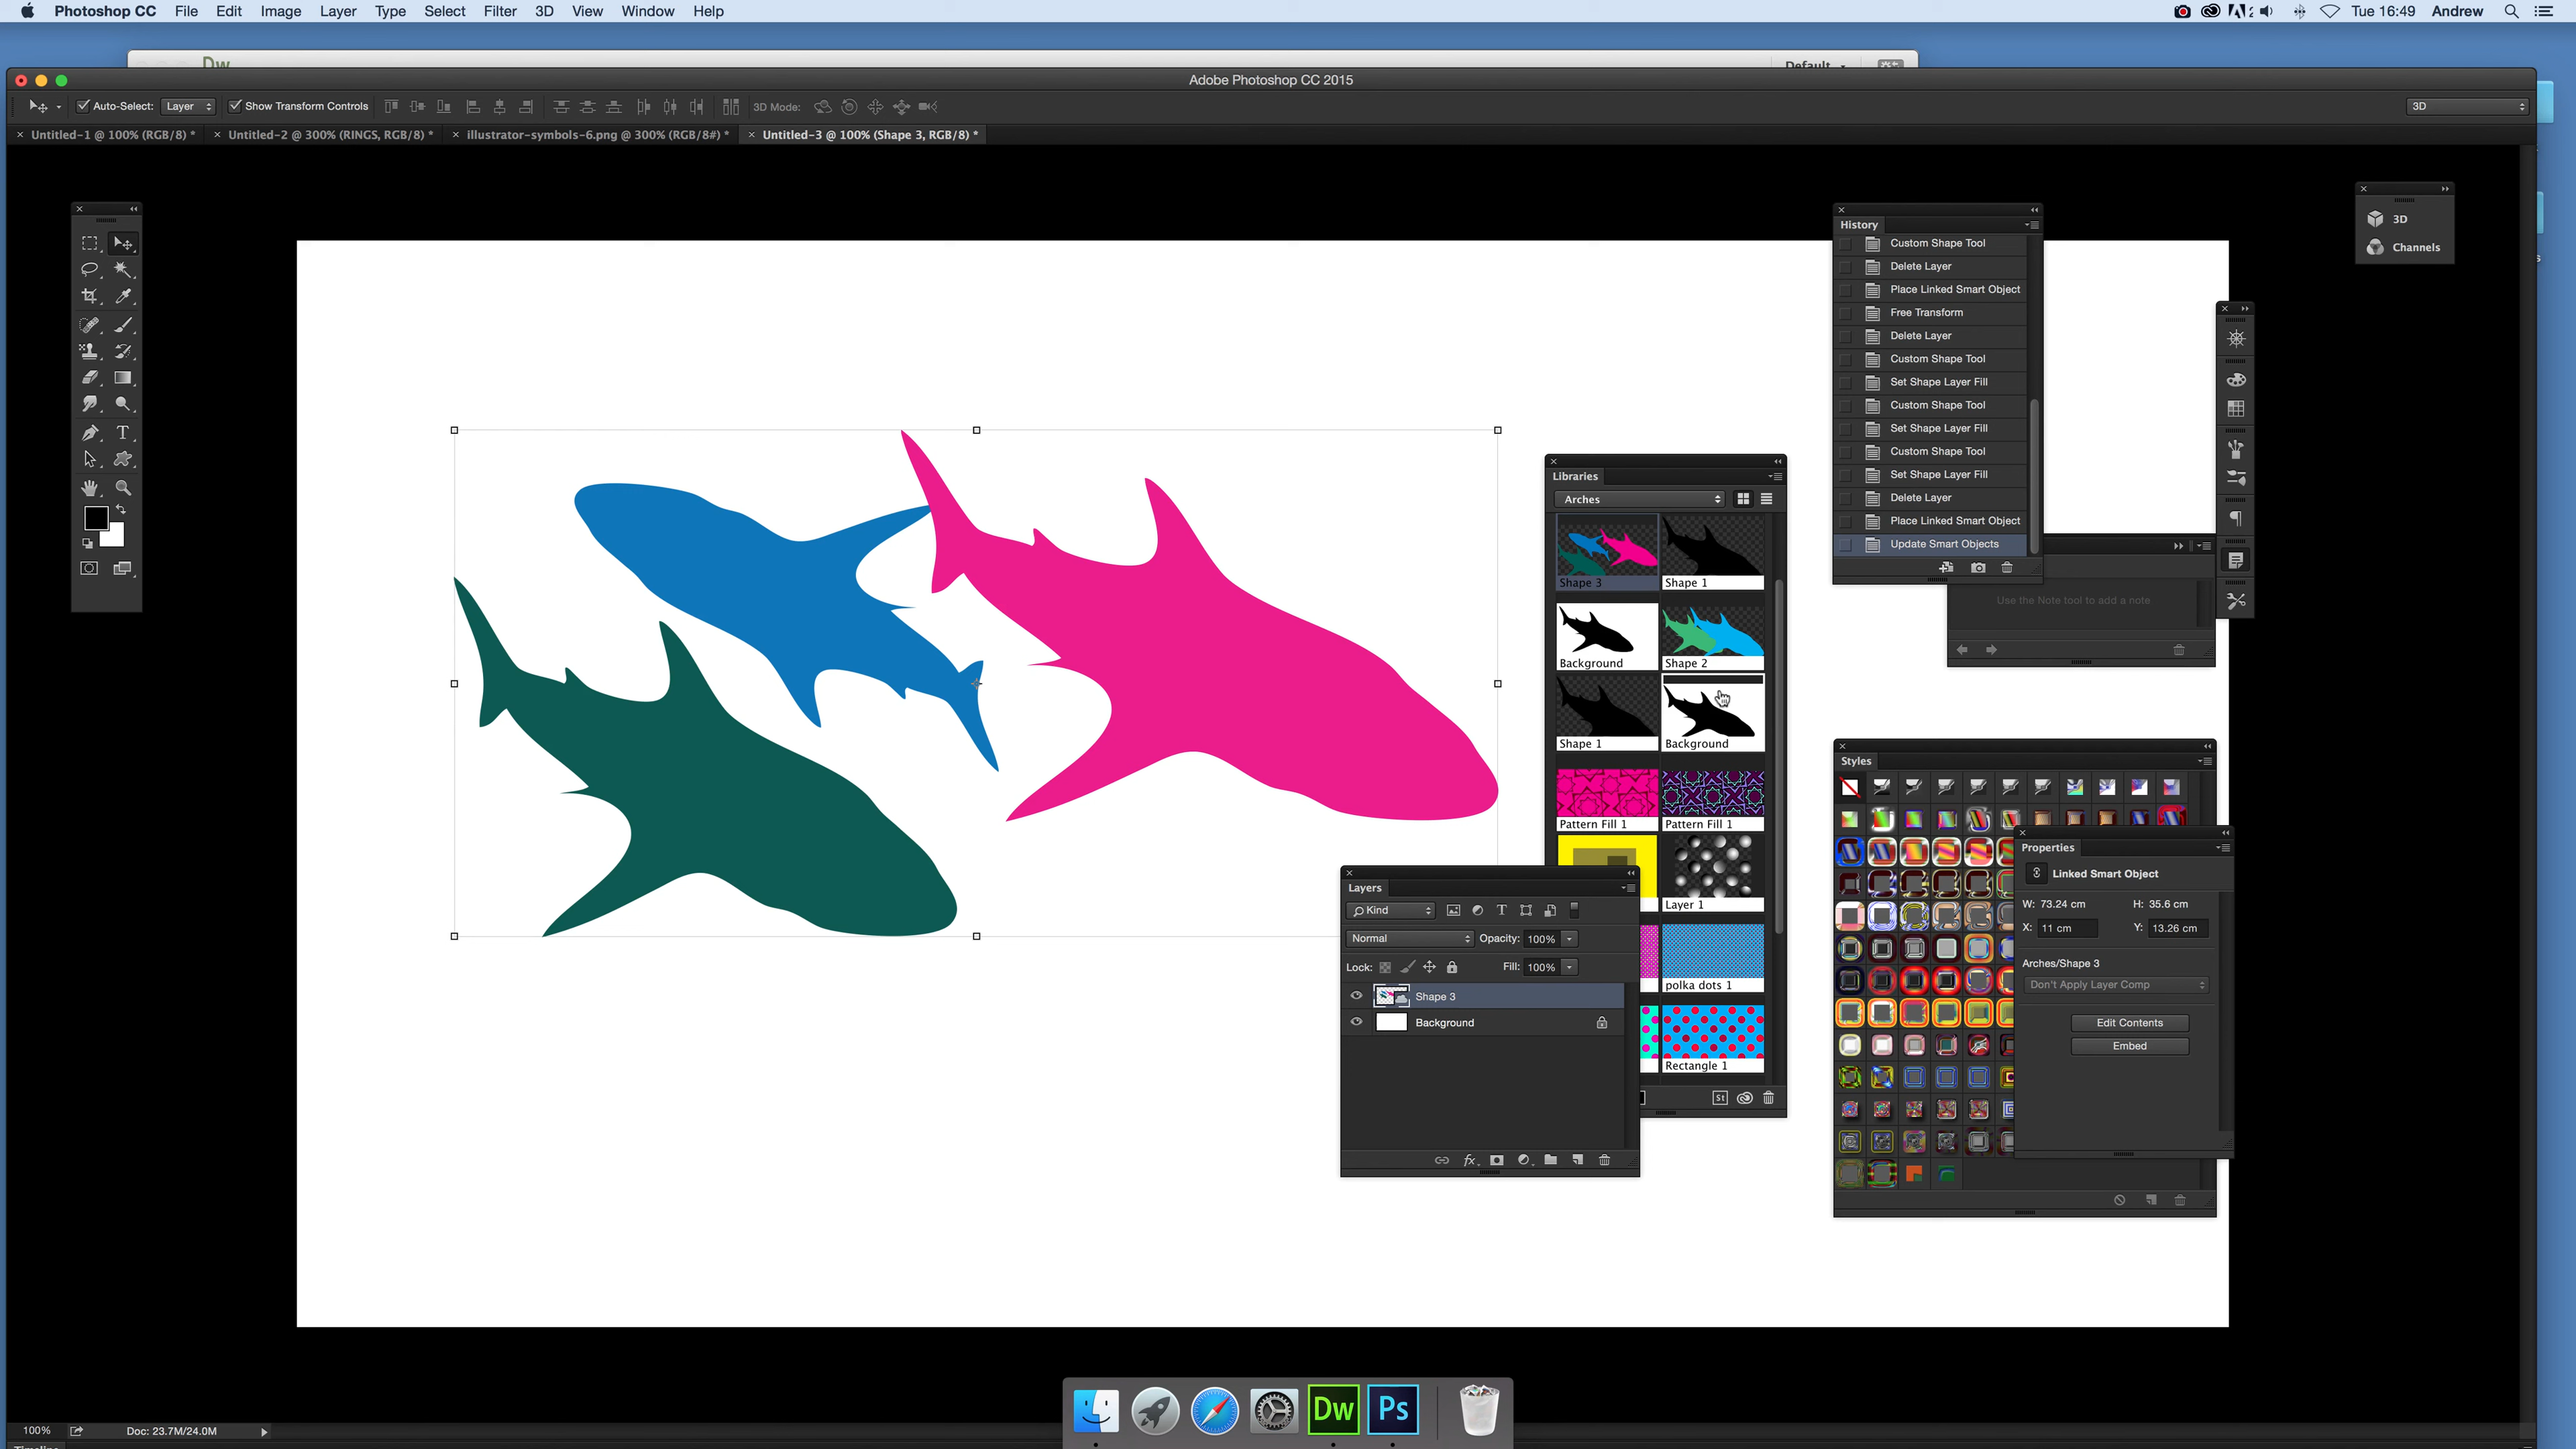 Photoshop CC File Edit Image Layer Type Select Filter 3D View Window Help
Tue 16:49 Andrew
Dw
Default
Adobe Photoshop CC 2015
Auto-Select: Layer Show Transform Controls
3D Mode:
3D
Untitled-1 @ 100% (RGB/8) *
Untitled-2 @ 300% (RINGS, RGB/8) *
illustrator-symbols-6.png @ 300% (RGB/8#) *
Untitled-3 @ 100% (Shape 3, RGB/8) *
3D
Channels
History
Custom Shape Tool
Delete Layer
Place Linked Smart Object
Free Transform
Delete Layer
Custom Shape Tool
Set Shape Layer Fill
Custom Shape Tool
Set Shape Layer Fill
Custom Shape Tool
Set Shape Layer Fill
Delete Layer
Place Linked Smart Object
Update Smart Objects
Use the Note tool to add a note
Libraries
Arches
Shape 3
Shape 1
Background
Shape 2
Shape 1
Background
Pattern Fill 1
Pattern Fill 1
Layer 1
polka dots 1
Rectangle 1
St
Layers
Kind
Normal Opacity: 100%
Lock: Fill: 100%
Shape 3
Background
fx
Styles
Properties
Linked Smart Object
W: 73.24 cm H: 35.6 cm
X: 11 cm Y: 13.26 cm
Arches/Shape 3
Don't Apply Layer Comp
Edit Contents
Embed
100% Doc: 23.7M/24.0M
Timeline
Dw Ps